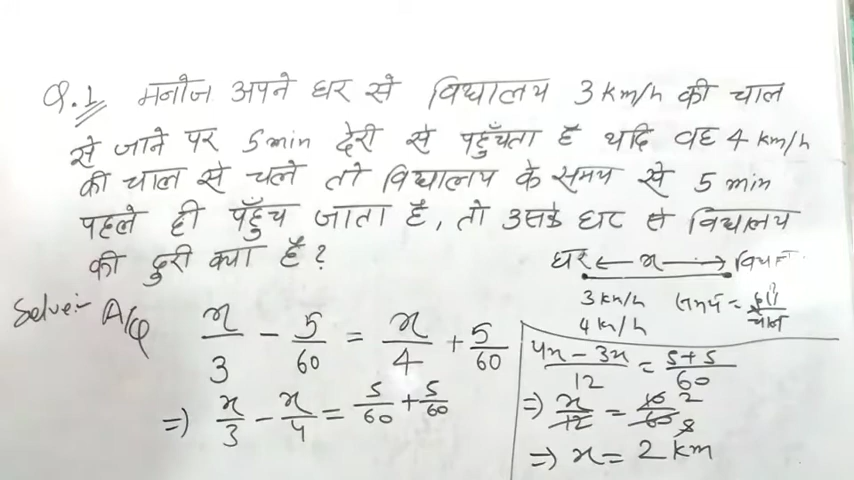 Q.1 मनोज अपने घर से विद्यालय 3 km/h की चाल
से जाने पर 5 min देरी से पहुँचता है यदि वह 4 km/h
की चाल से चले तो विद्यालय के समय से 5 min
पहले ही पहुँच जाता है, तो उसके घर से विद्यालय
की दुरी क्या है?
घर ← x → विद्या
3 km/h समय = दूरी/चाल
4 km/h
Solve:- A/Q x/3 - 5/60 = x/4 + 5/60
⇒ x/3 - x/4 = 5/60 + 5/60
4x - 3x/12 = 5+5/60
⇒ x/12 = 10/60 2
⇒ x = 2 km